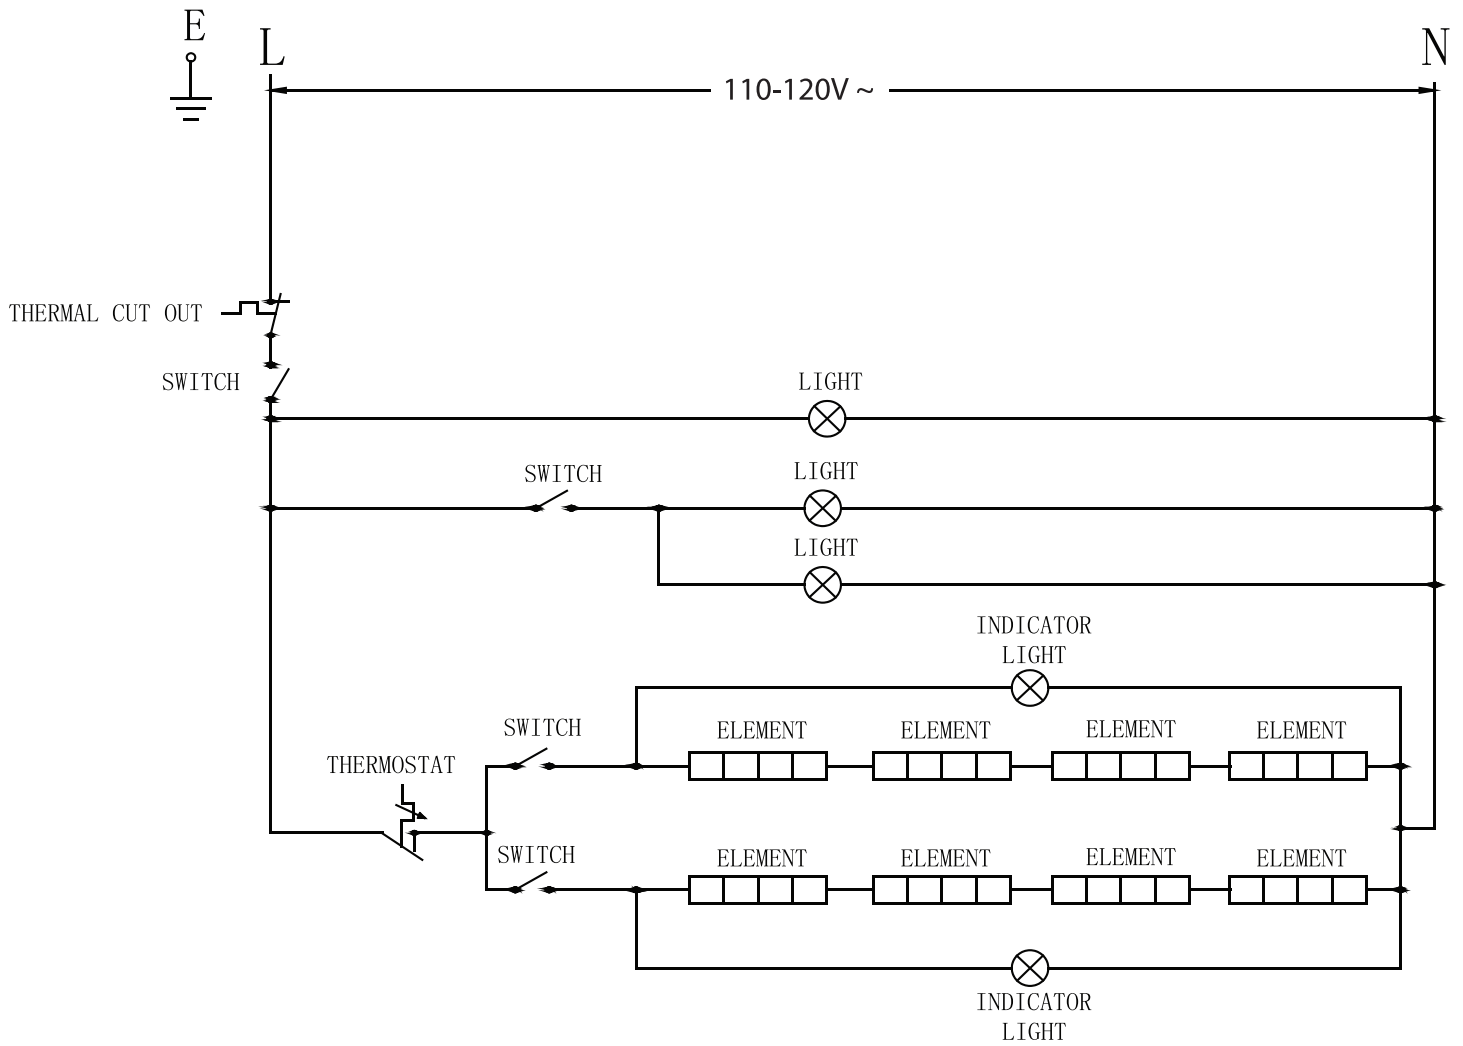 E
L
N
110-120V ~
THERMAL CUT OUT
SWITCH
LIGHT
SWITCH
LIGHT
LIGHT
INDICATOR
LIGHT
SWITCH
ELEMENT
ELEMENT
ELEMENT
ELEMENT
THERMOSTAT
SWITCH
ELEMENT
ELEMENT
ELEMENT
ELEMENT
INDICATOR
LIGHT